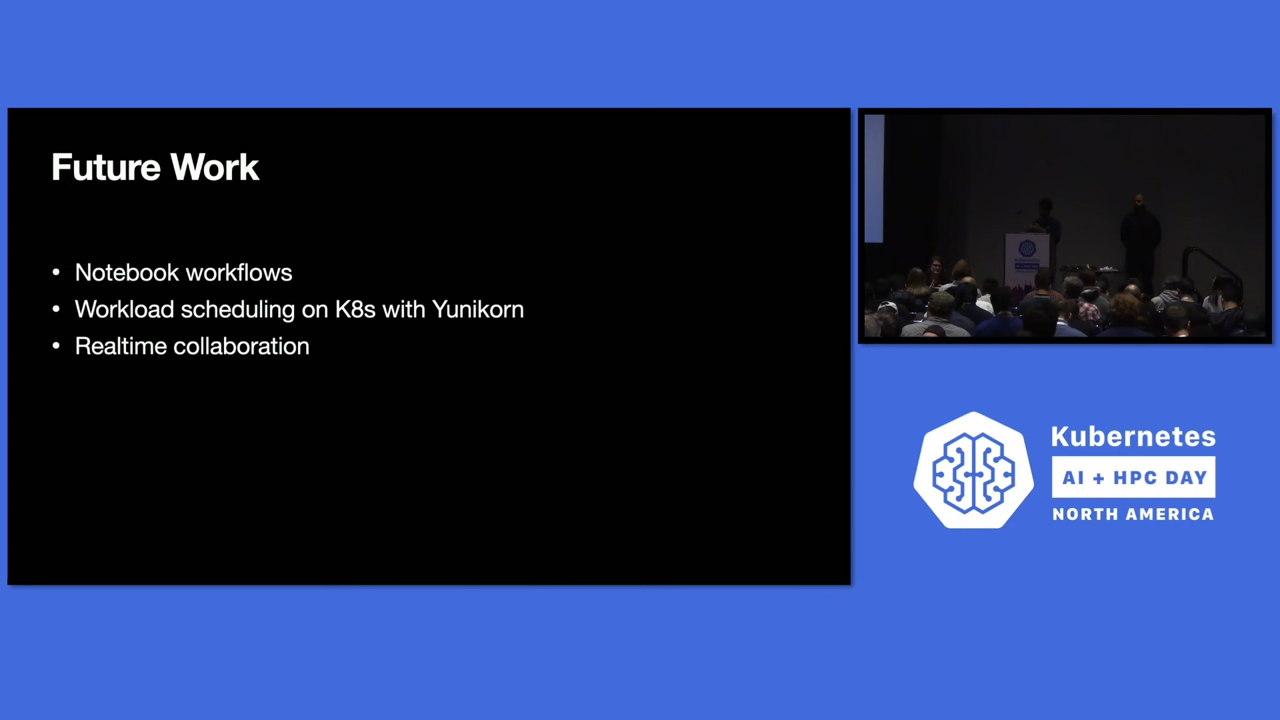 Future Work
• Notebook workflows
• Workload scheduling on K8s with Yunikorn
• Realtime collaboration
Kubernetes
AI + HPC DAY
NORTH AMERICA